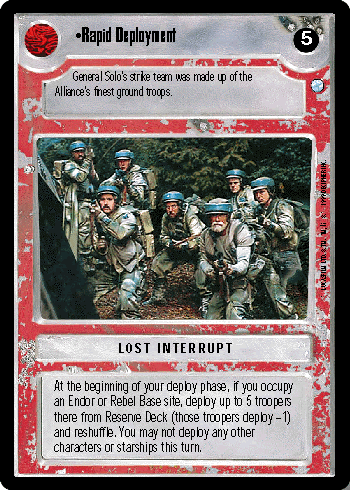 •Rapid Deployment
5
General Solo's strike team was made up of the
Alliance's finest ground troops.
LOST INTERRUPT
At the beginning of your deploy phase, if you occupy
an Endor or Rebel Base site, deploy up to 5 troopers
there from Reserve Deck (those troopers deploy –1)
and reshuffle. You may not deploy any other
characters or starships this turn.